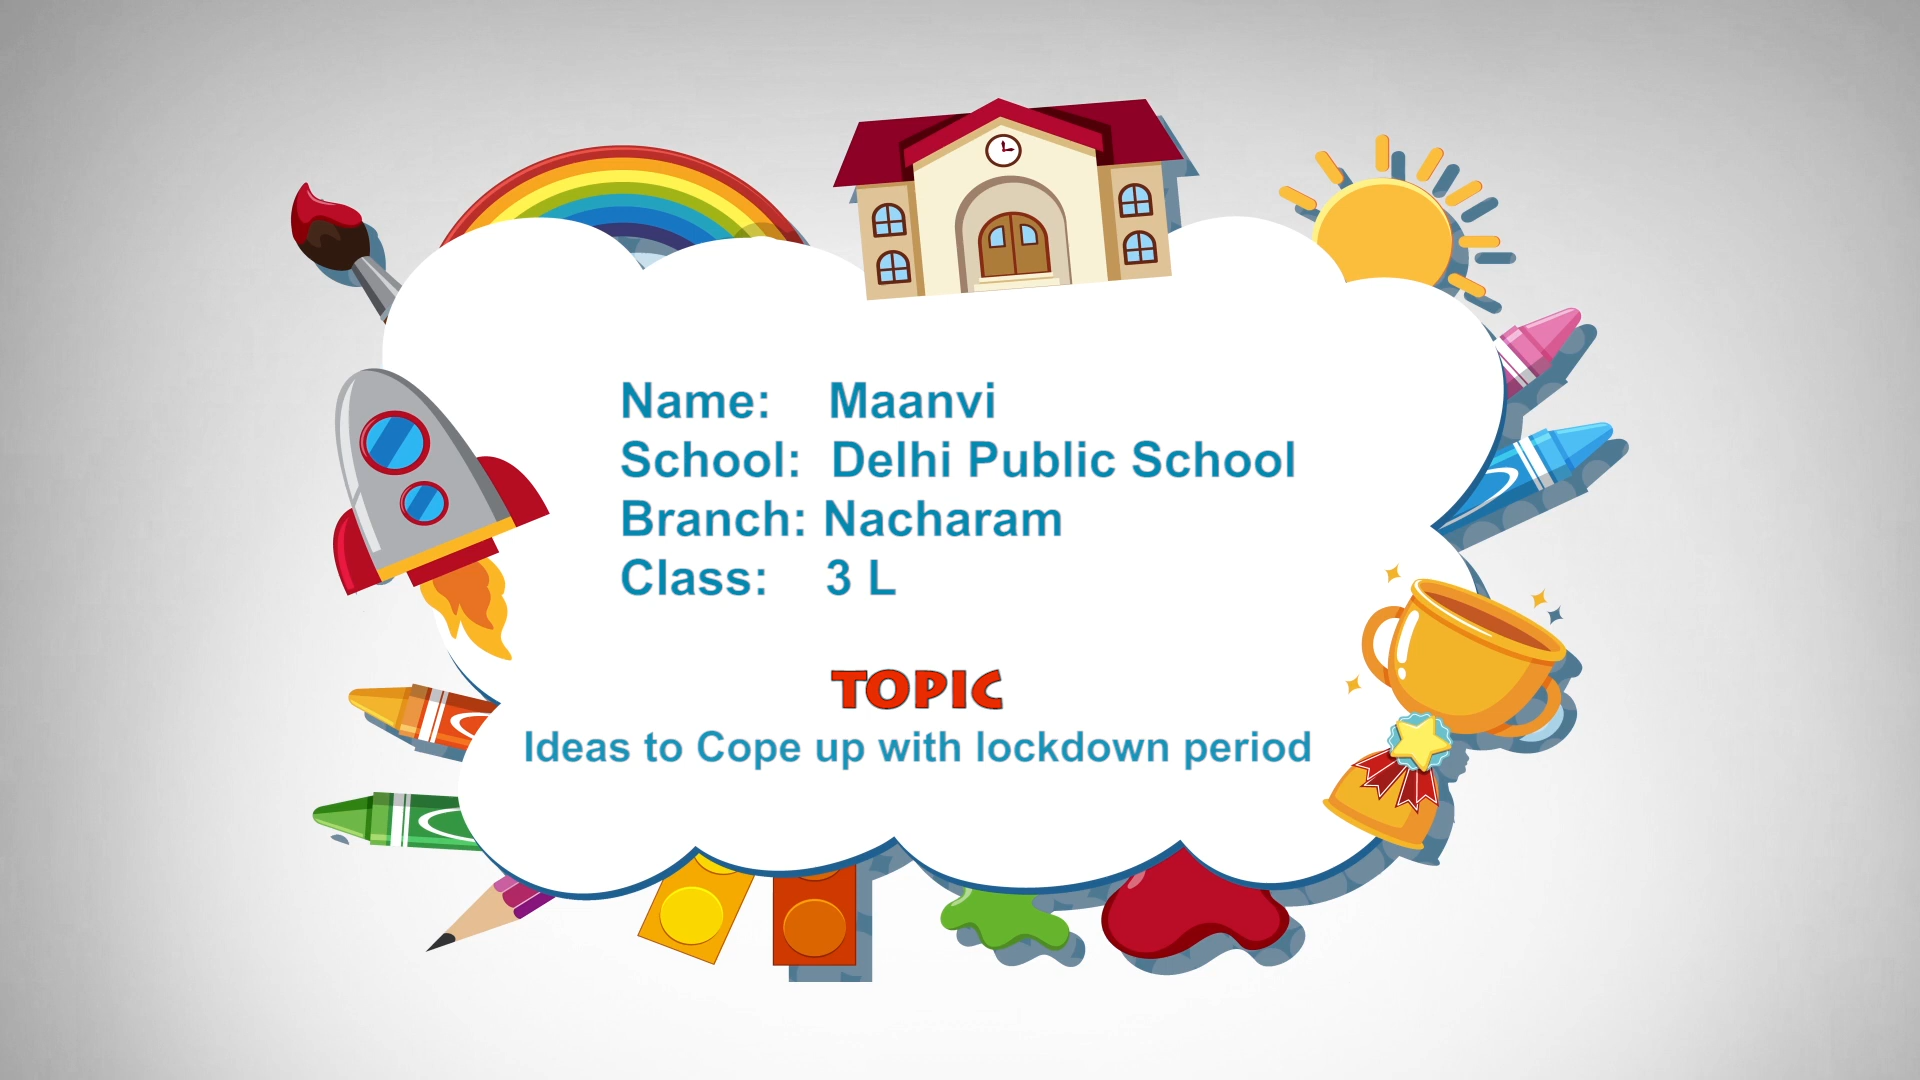 Name: Maanvi
School: Delhi Public School
Branch: Nacharam
Class: 3 L
TOPIC
Ideas to Cope up with lockdown period